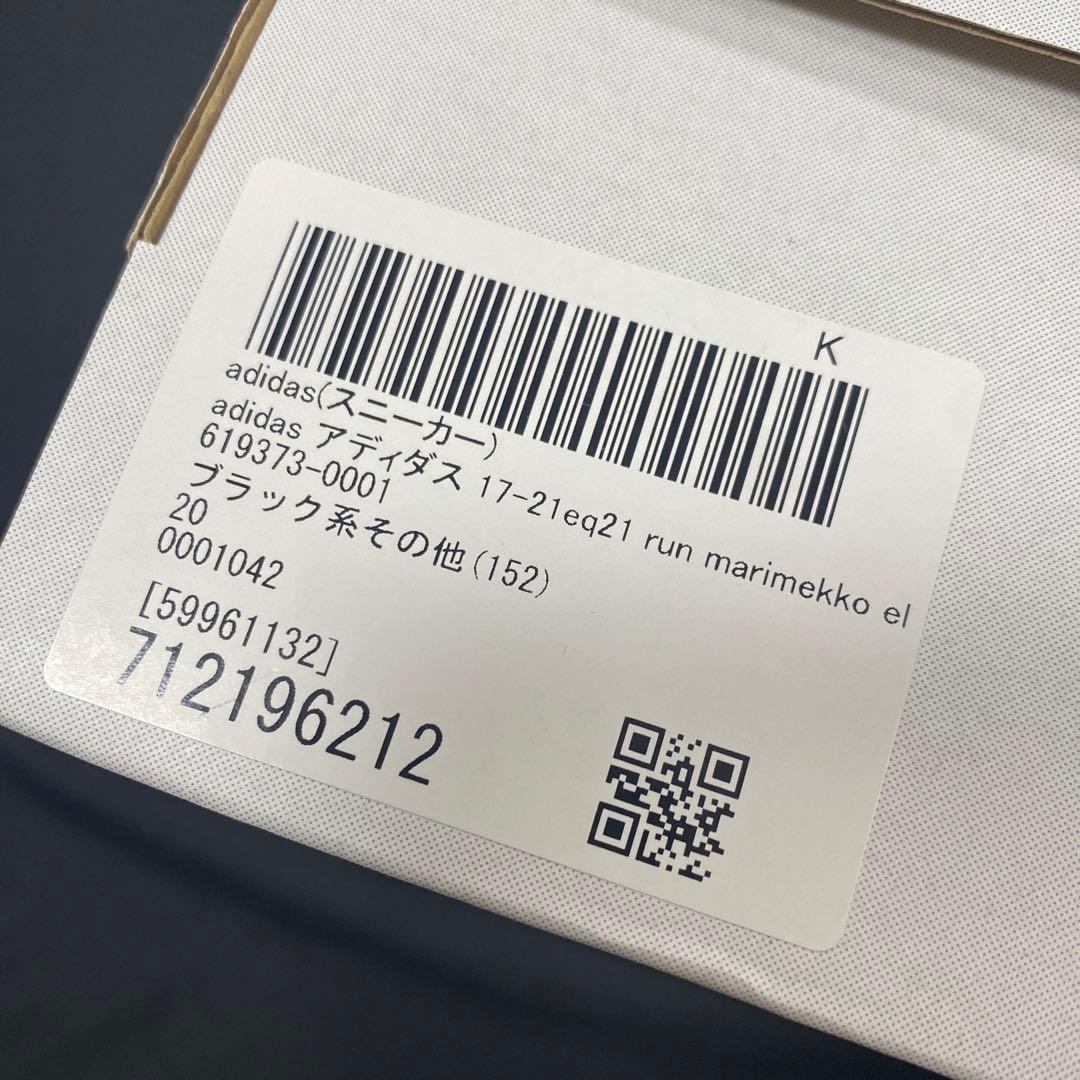 K
adidas(スニーカー)
adidas アディダス 17-21eq21 run marimekko el
619373-0001
ブラック系その他(152)
20
0001042
[59961132]
712196212